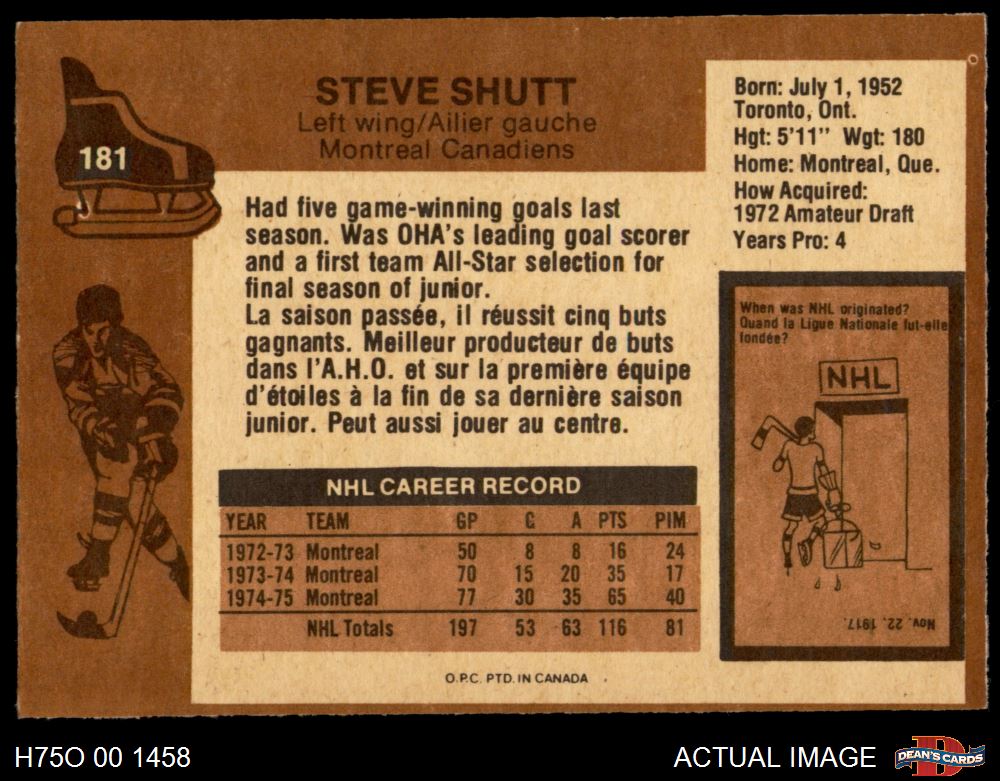 181
STEVE SHUTT
Left wing/Ailier gauche
Montreal Canadiens
Born: July 1, 1952
Toronto, Ont.
Hgt: 5'11" Wgt: 180
Home: Montreal, Que.
How Acquired:
1972 Amateur Draft
Years Pro: 4
Had five game-winning goals last
season. Was OHA's leading goal scorer
and a first team All-Star selection for
final season of junior.
La saison passée, il réussit cinq buts
gagnants. Meilleur producteur de buts
dans l'A.H.O. et sur la première équipe
d'étoiles à la fin de sa dernière saison
junior. Peut aussi jouer au centre.
When was NHL originated?
Quand la Ligue Nationale fut-elle
fondée?
NHL
Nov. 22, 1917.
NHL CAREER RECORD
YEAR TEAM GP G A PTS PIM
1972-73 Montreal 50 8 8 16 24
1973-74 Montreal 70 15 20 35 17
1974-75 Montreal 77 30 35 65 40
NHL Totals 197 53 63 116 81
O.P.C. PTD. IN CANADA
H75O 00 1458
ACTUAL IMAGE
D
DEAN'S CARDS